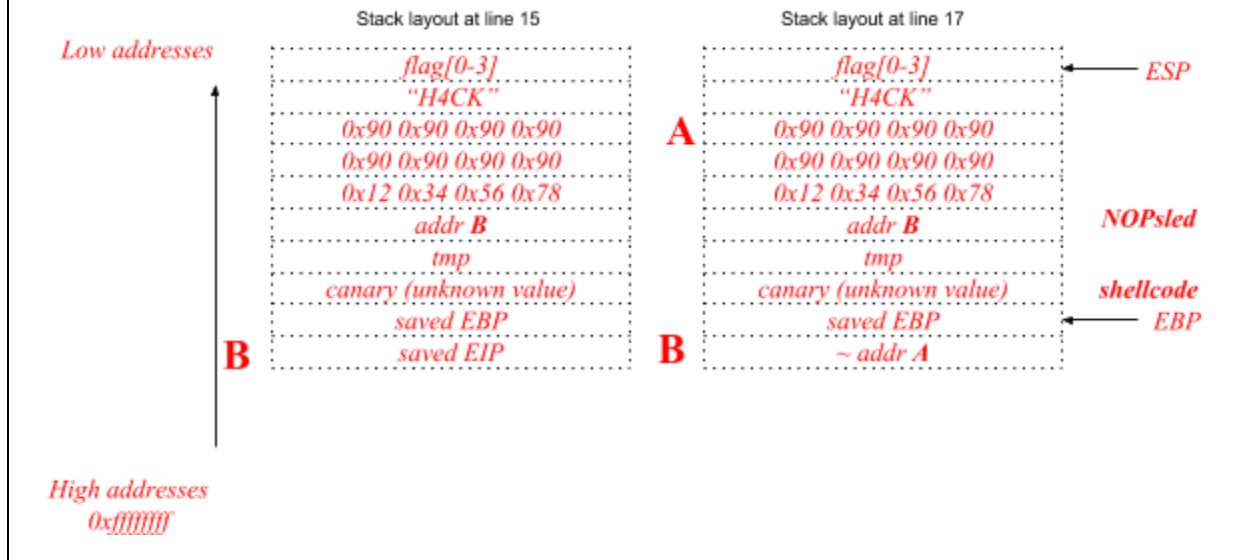 Stack layout at line 15
Stack layout at line 17
Low addresses
flag[0-3]
flag[0-3]
ESP
"H4CK"
"H4CK"
0x90 0x90 0x90 0x90
A
0x90 0x90 0x90 0x90
0x90 0x90 0x90 0x90
0x90 0x90 0x90 0x90
0x12 0x34 0x56 0x78
0x12 0x34 0x56 0x78
addr B
addr B
NOPsled
tmp
tmp
canary (unknown value)
canary (unknown value)
shellcode
saved EBP
saved EBP
EBP
B
saved EIP
B
~ addr A
High addresses
0xffffffff